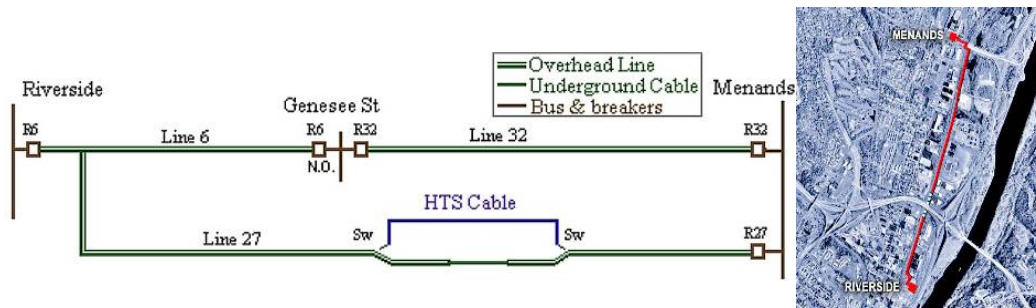 Overhead Line
Underground Cable
Bus & breakers
Riverside
Genesee St
Menands
R6
Line 6
R6
R32
Line 32
R32
N.O.
HTS Cable
Line 27
Sw
Sw
R27
MENANDS
RIVERSIDE